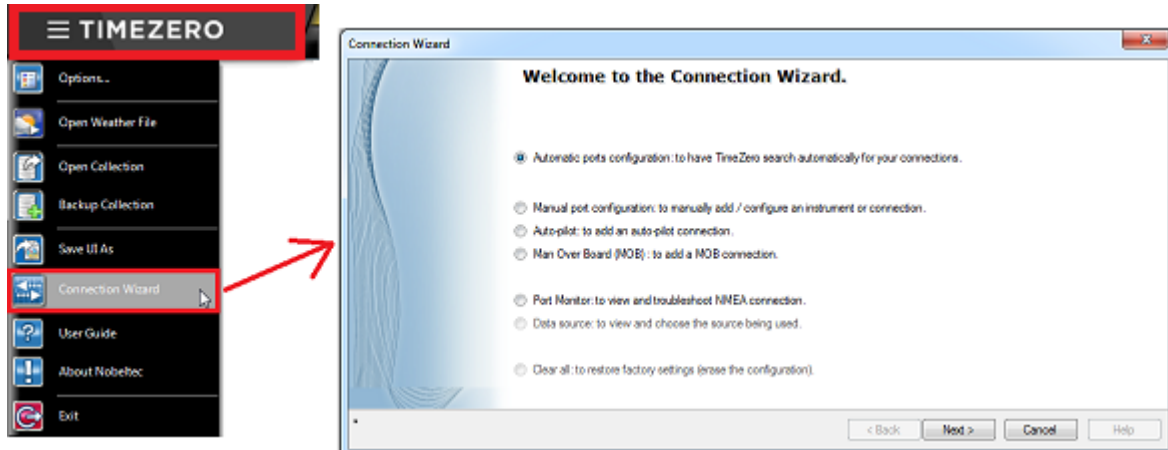 TIMEZERO
Options...
Open Weather File
Open Collection
Backup Collection
Save UI As
Connection Wizard
User Guide
About Nobeltec
Exit
Connection Wizard
Welcome to the Connection Wizard.
Automatic ports configuration: to have TimeZero search automatically for your connections.
Manual port configuration: to manually add / configure an instrument or connection.
Auto-pilot: to add an auto-pilot connection.
Man Over Board (MOB) : to add a MOB connection.
Port Monitor: to view and troubleshoot NMEA connection.
Data source: to view and choose the source being used.
Clear all: to restore factory settings (erase the configuration).
< Back Next > Cancel Help